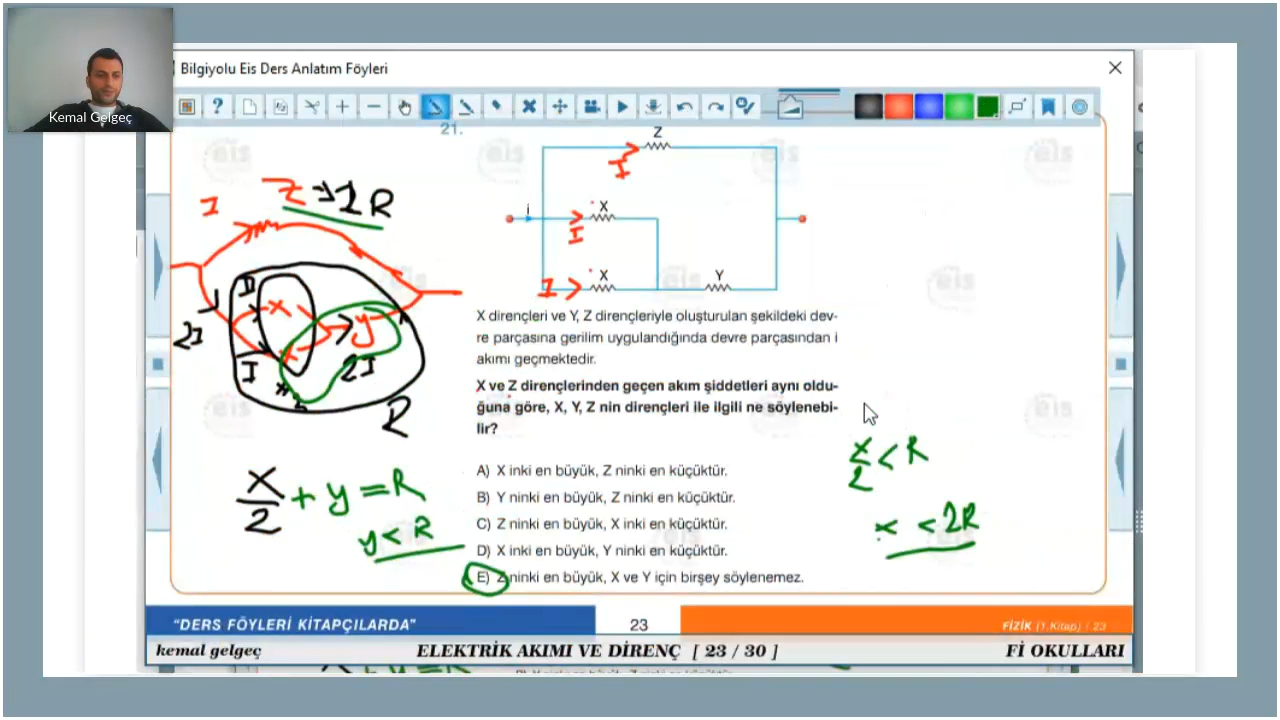 Bilgiyolu Eis Ders Anlatım Föyleri
Kemal Gelgeç
21.
Z
I
i
X
I
I
X
Y
I
Z → 2R
I
X
2I
y
x
I
2I
x/2
R
X/2 + y = R
y < R
X dirençleri ve Y, Z dirençleriyle oluşturulan şekildeki dev-
re parçasına gerilim uygulandığında devre parçasından i
akımı geçmektedir.
X ve Z dirençlerinden geçen akım şiddetleri aynı oldu-
ğuna göre, X, Y, Z nin dirençleri ile ilgili ne söylenebi-
lir?
A) X inki en büyük, Z ninki en küçüktür.
B) Y ninki en büyük, Z ninki en küçüktür.
C) Z ninki en büyük, X inki en küçüktür.
D) X inki en büyük, Y ninki en küçüktür.
E) Z ninki en büyük, X ve Y için birşey söylenemez.
x/2 < R
x < 2R
"DERS FÖYLERİ KİTAPÇILARDA"
23
FİZİK (1.Kitap) / 23
kemal gelgeç
ELEKTRİK AKIMI VE DİRENÇ [ 23 / 30 ]
Fİ OKULLARI